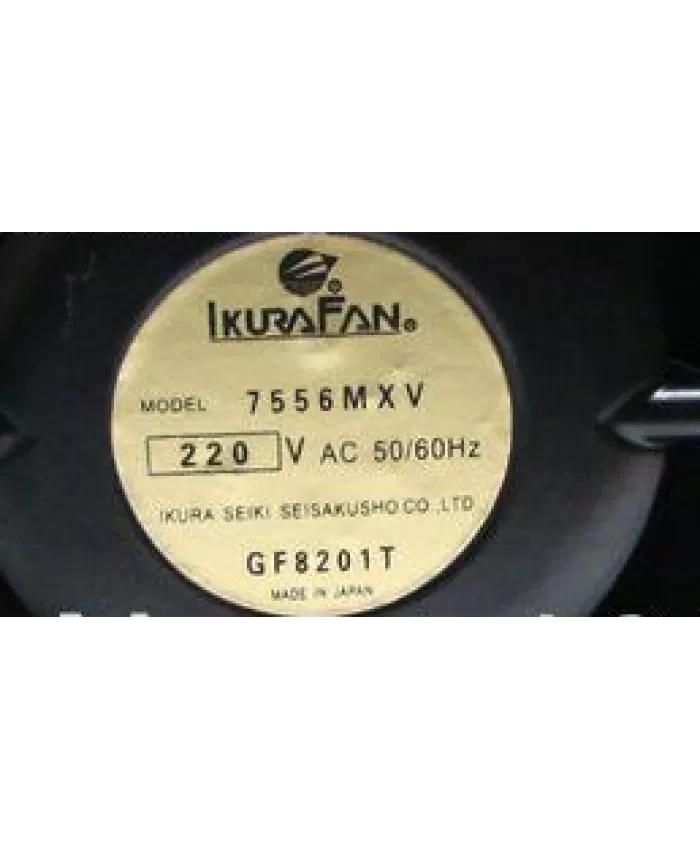 IKURAFAN®
MODEL 7556MXV
220 V AC 50/60Hz
IKURA SEIKI SEISAKUSHO.CO.,LTD
GF8201T
MADE IN JAPAN